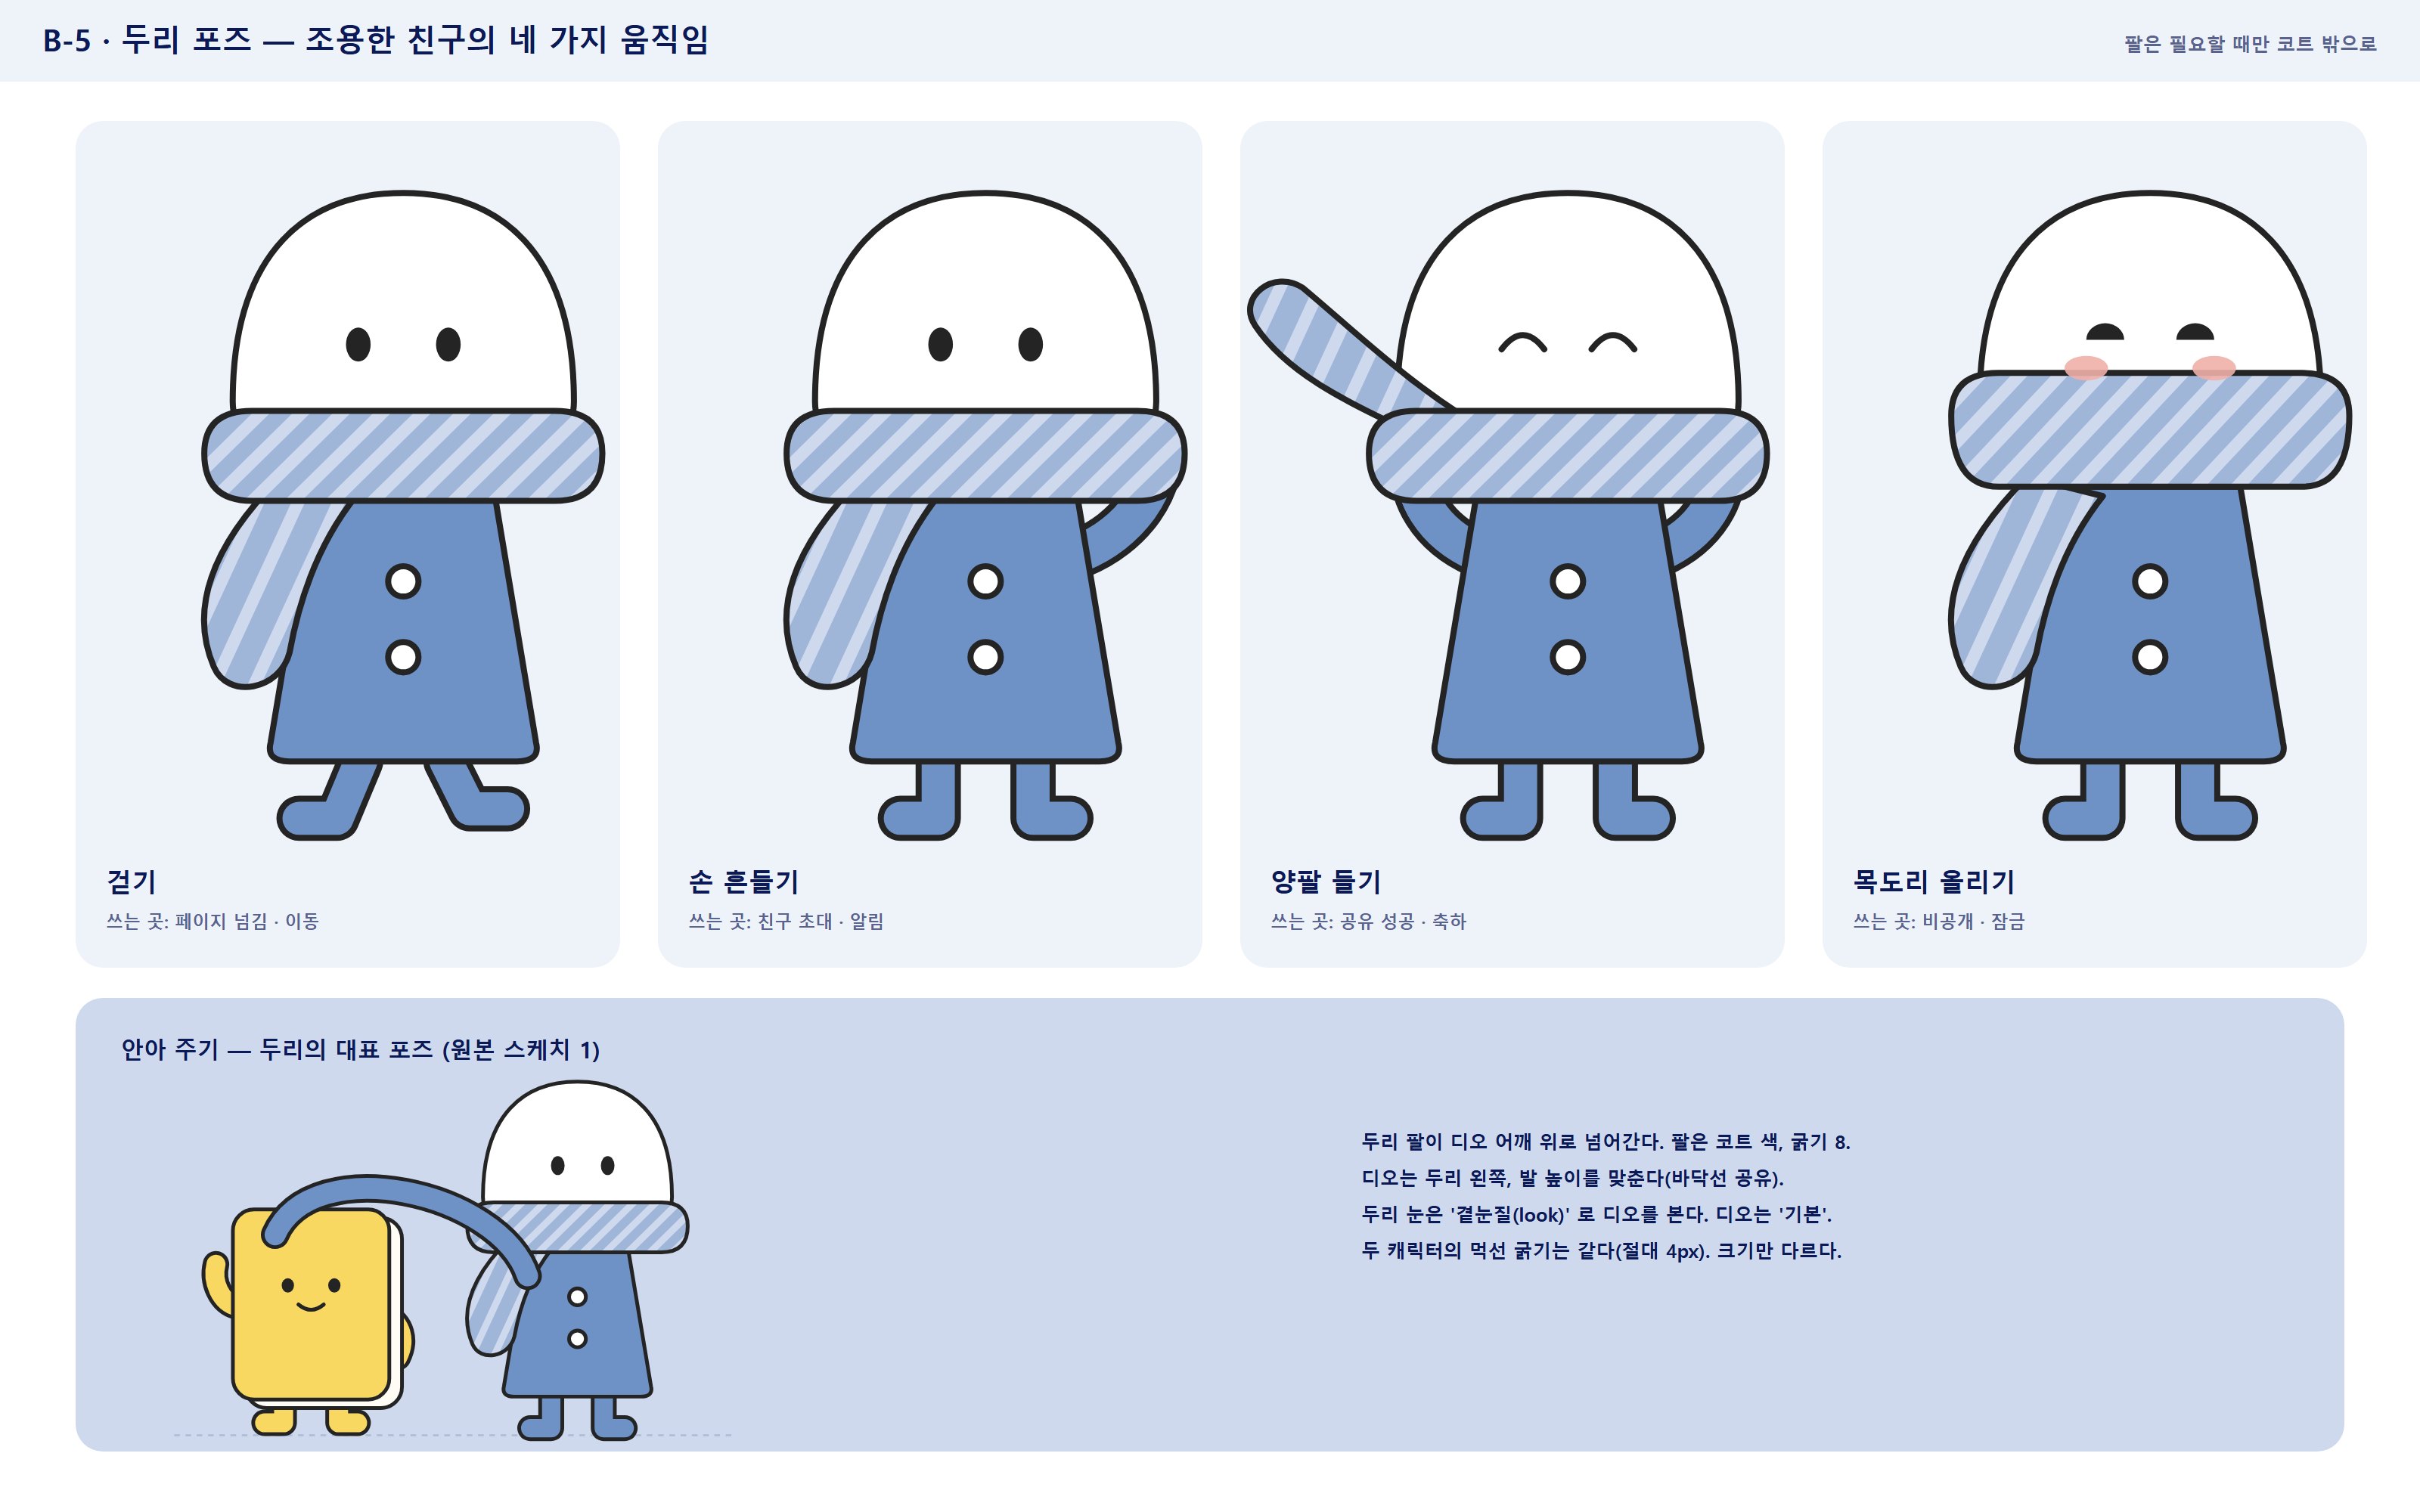 B-5 · 두리 포즈 — 조용한 친구의 네 가지 움직임
팔은 필요할 때만 코트 밖으로
걷기
쓰는 곳: 페이지 넘김 · 이동
손 흔들기
쓰는 곳: 친구 초대 · 알림
양팔 들기
쓰는 곳: 공유 성공 · 축하
목도리 올리기
쓰는 곳: 비공개 · 잠금
안아 주기 — 두리의 대표 포즈 (원본 스케치 1)
두리 팔이 디오 어깨 위로 넘어간다. 팔은 코트 색, 굵기 8.
디오는 두리 왼쪽, 발 높이를 맞춘다(바닥선 공유).
두리 눈은 '곁눈질(look)' 로 디오를 본다. 디오는 '기본'.
두 캐릭터의 먹선 굵기는 같다(절대 4px). 크기만 다르다.